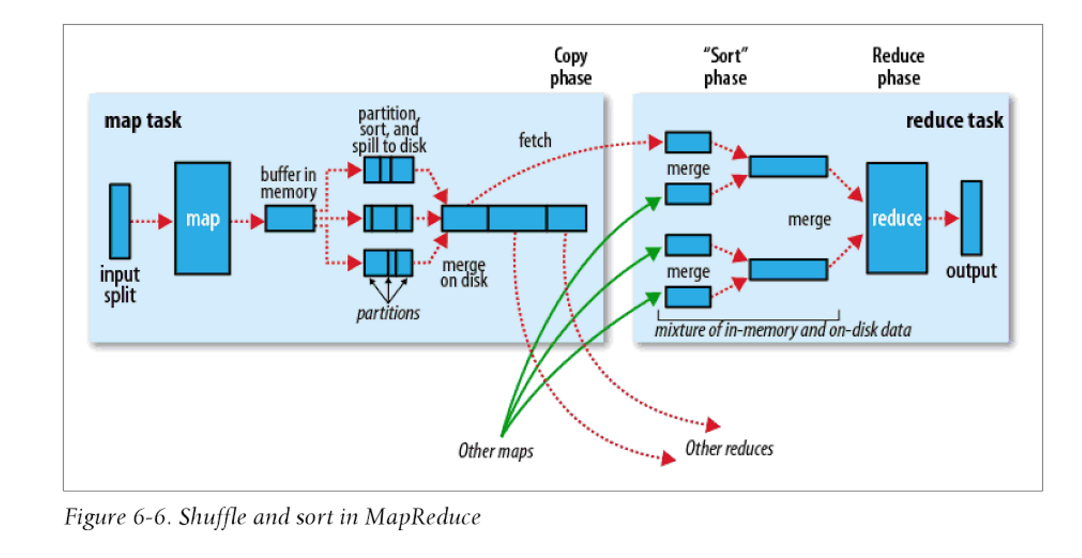 Copy
phase
“Sort”
phase
Reduce
phase
map task
partition,
sort, and
spill to disk
fetch
reduce task
buffer in
memory
map
merge
merge
reduce
input
split
merge
on disk
merge
output
partitions
mixture of in-memory and on-disk data
Other maps
Other reduces
Figure 6-6. Shuffle and sort in MapReduce